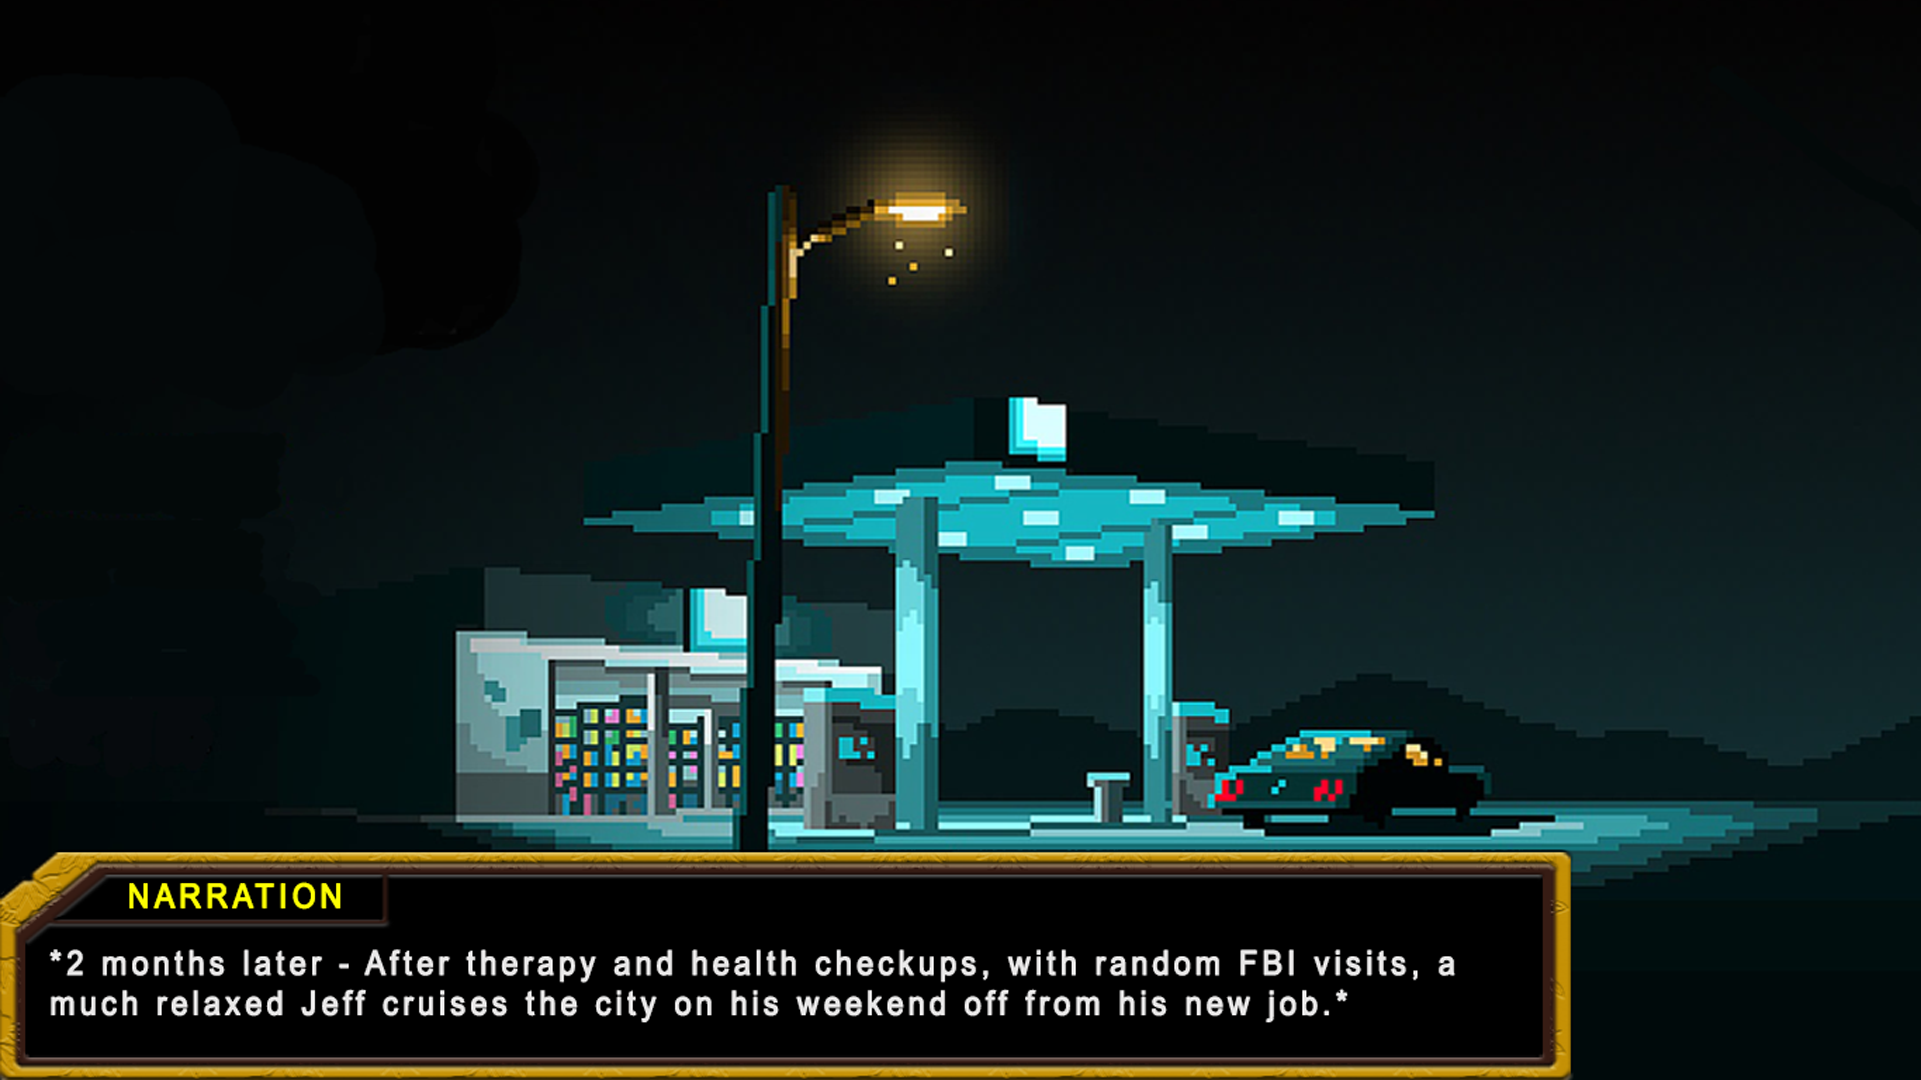 NARRATION
*2 months later - After therapy and health checkups, with random FBI visits, a
much relaxed Jeff cruises the city on his weekend off from his new job.*